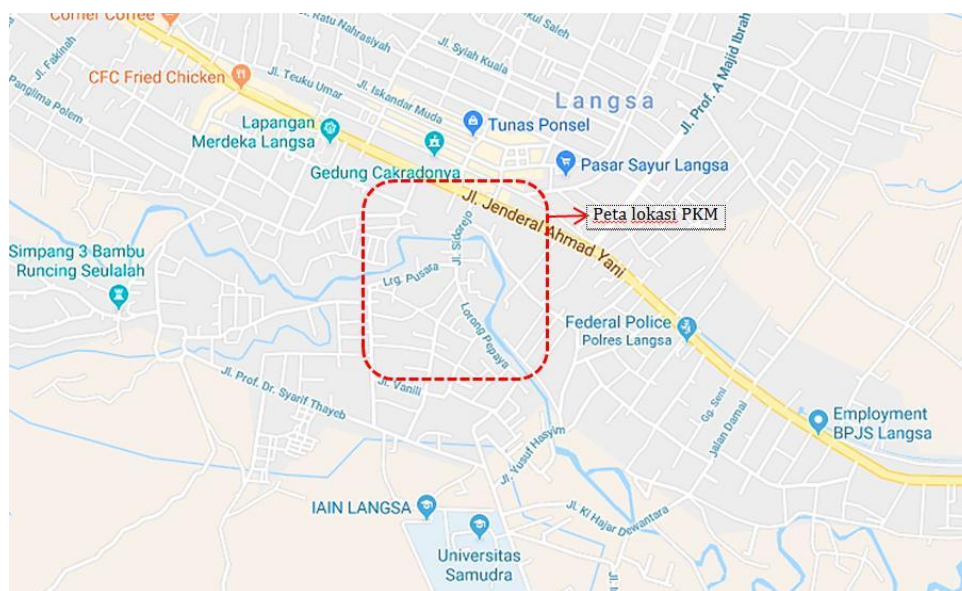 Corner Coffee
Jl. Ratu Nahrasiyah
Jl. Fakinah
Jl. Syiah Kuala
CFC Fried Chicken
Jl. Teuku Umar
Panglima Polem
Jl. Iskandar Muda
Langsa
Jl. Prof. A Majid Ibrah
Lapangan
Merdeka Langsa
Tunas Ponsel
Gedung Cakradonya
Pasar Sayur Langsa
Jl. Jenderal Ahmad Yani
Peta lokasi PKM
Jl. Sidorejo
Simpang 3 Bambu
Runcing Seulalah
Lrg. Pusara
Lorong Pepaya
Federal Police
Polres Langsa
Jl. Vanili
Jl. Prof. Dr. Syarif Thayeb
Gg. Seni
Jalan Damai
Employment
BPJS Langsa
Jl. Yusuf Hasyim
IAIN LANGSA
Jl. Ki Hajar Dewantara
Universitas
Samudra